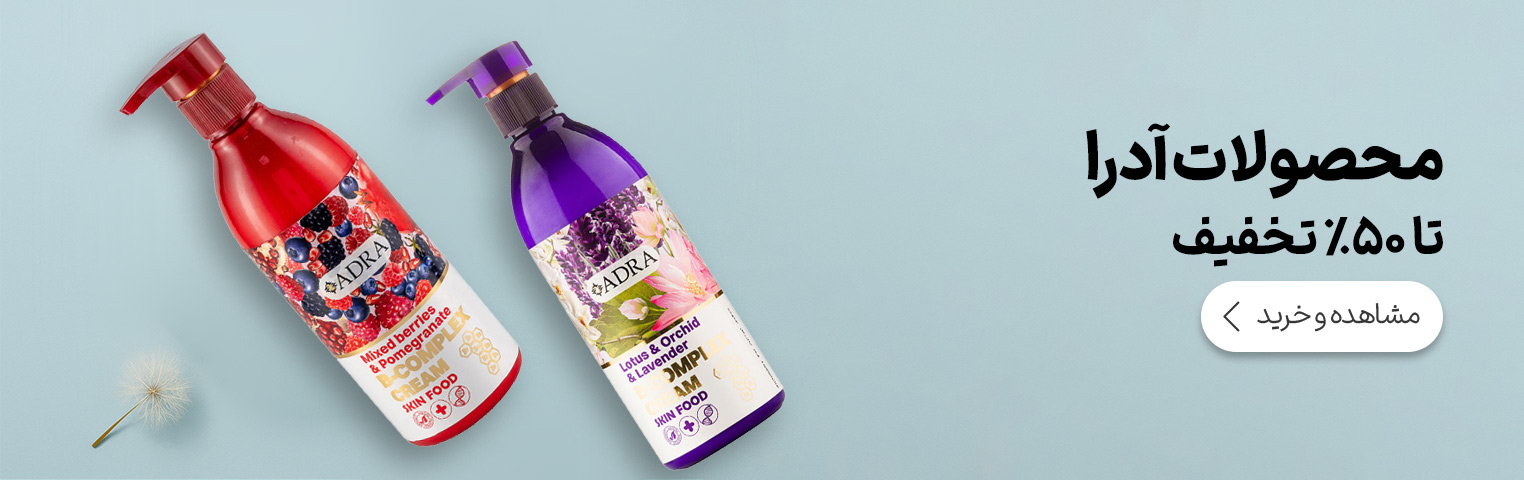 محصولات آدرا
تا ۵۰٪ تخفیف
مشاهده و خرید
ADRA
Mixed berries
& Pomegranate
B-COMPLEX
CREAM
SKIN FOOD
ADRA
Lotus & Orchid
& Lavender
SKIN FOOD